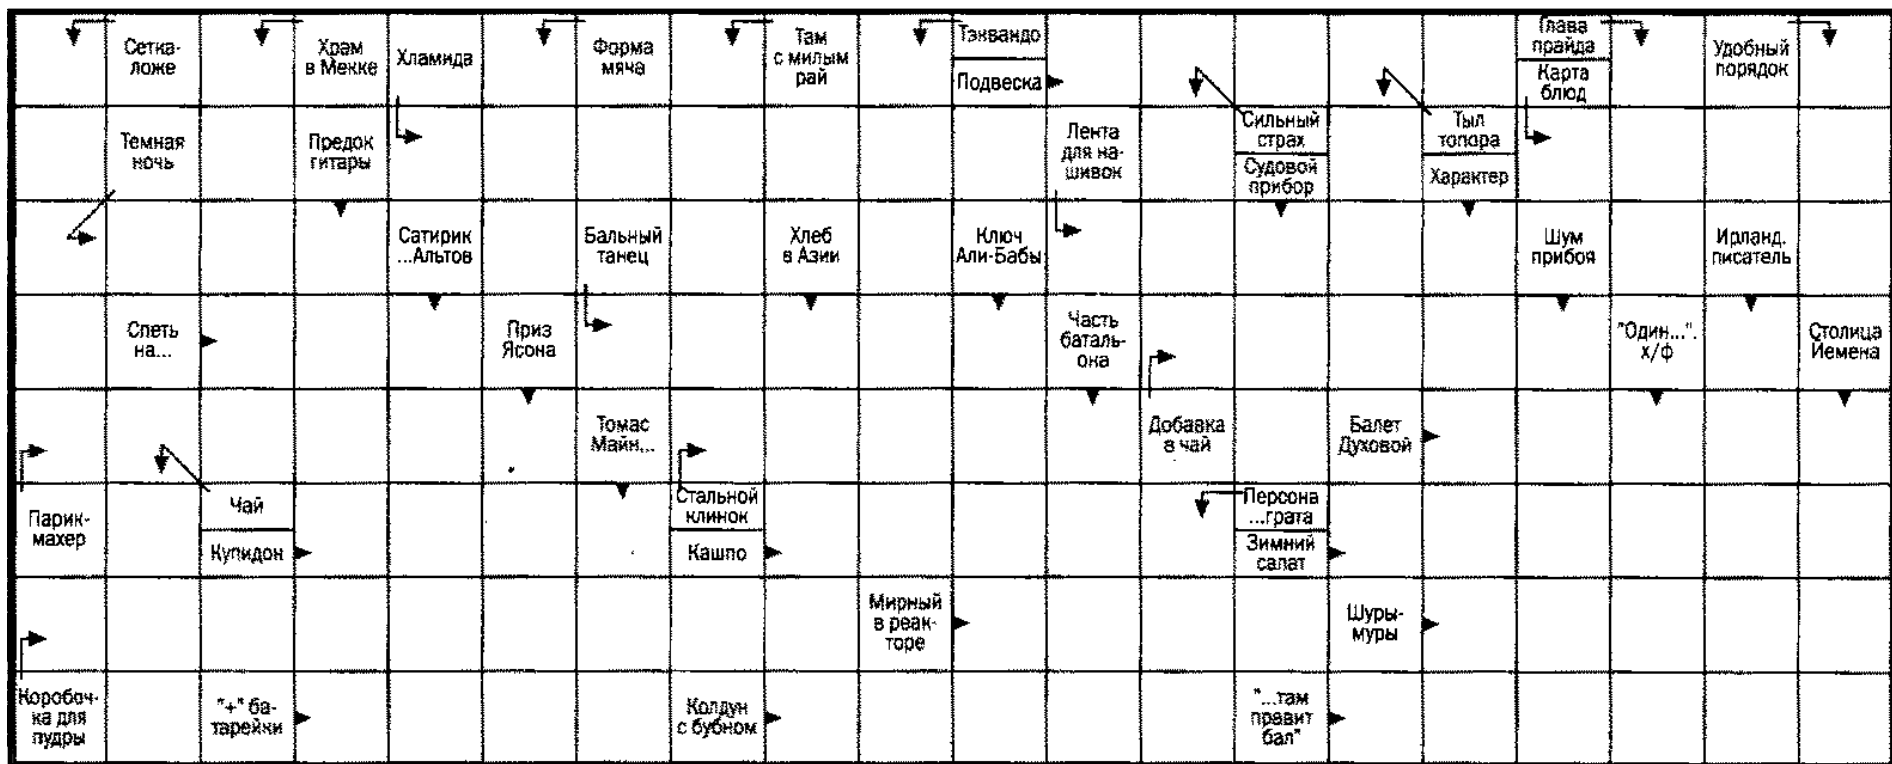 Сетка-
ложе
Храм
в Мекке
Хламида
Форма
мяча
Там
с милым
рай
Тэквандо
Подвеска
Глава
прайда
Карта
блюд
Удобный
порядок
Темная
ночь
Предок
гитары
Лента
для на-
шивок
Сильный
страх
Судовой
прибор
Тыл
топора
Характер
Сатирик
...Альтов
Бальный
танец
Хлеб
в Азии
Ключ
Али-Бабы
Шум
прибоя
Ирланд.
писатель
Спеть
на...
Приз
Ясона
Часть
баталь-
она
"Один...".
х/ф
Столица
Йемена
Томас
Майн...
Добавка
в чай
Балет
Духовой
Парик-
махер
Чай
Купидон
Стальной
клинок
Кашпо
Персона
...грата
Зимний
салат
Мирный
в реак-
торе
Шуры-
муры
Коробоч-
ка для
пудры
"+" ба-
тарейки
Колдун
с бубном
"...там
правит
бал"